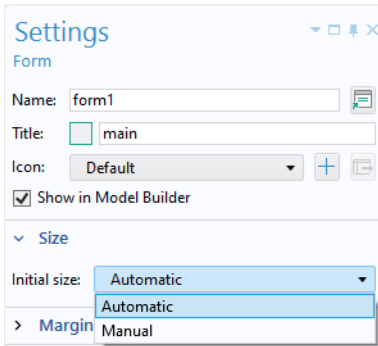 Settings
Form
Name: form1
Title: main
Icon: Default
Show in Model Builder
Size
Initial size: Automatic
Automatic
Margin
Manual